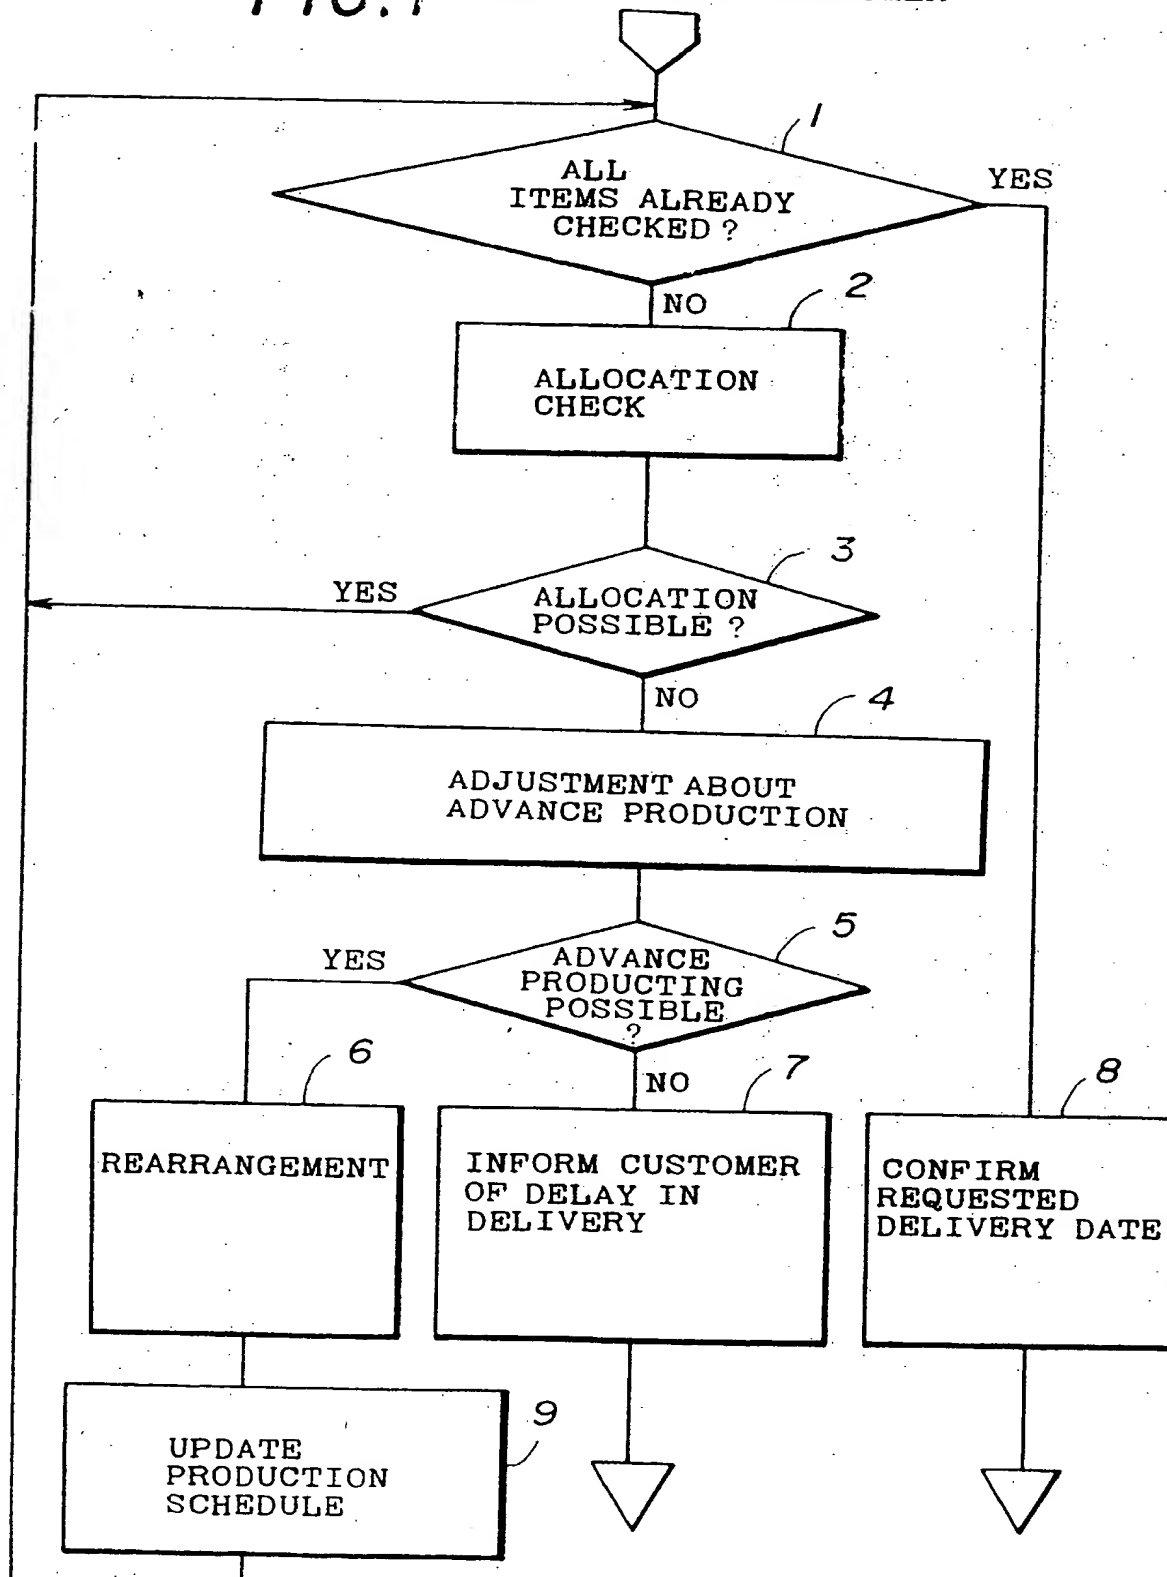 FIG.1
1
ALL
ITEMS ALREADY
CHECKED ?
YES
NO
2
ALLOCATION
CHECK
3
YES
ALLOCATION
POSSIBLE ?
NO
4
ADJUSTMENT ABOUT
ADVANCE PRODUCTION
5
YES
ADVANCE
PRODUCTING
POSSIBLE
?
NO
6
7
8
REARRANGEMENT
INFORM CUSTOMER
OF DELAY IN
DELIVERY
CONFIRM
REQUESTED
DELIVERY DATE
9
UPDATE
PRODUCTION
SCHEDULE